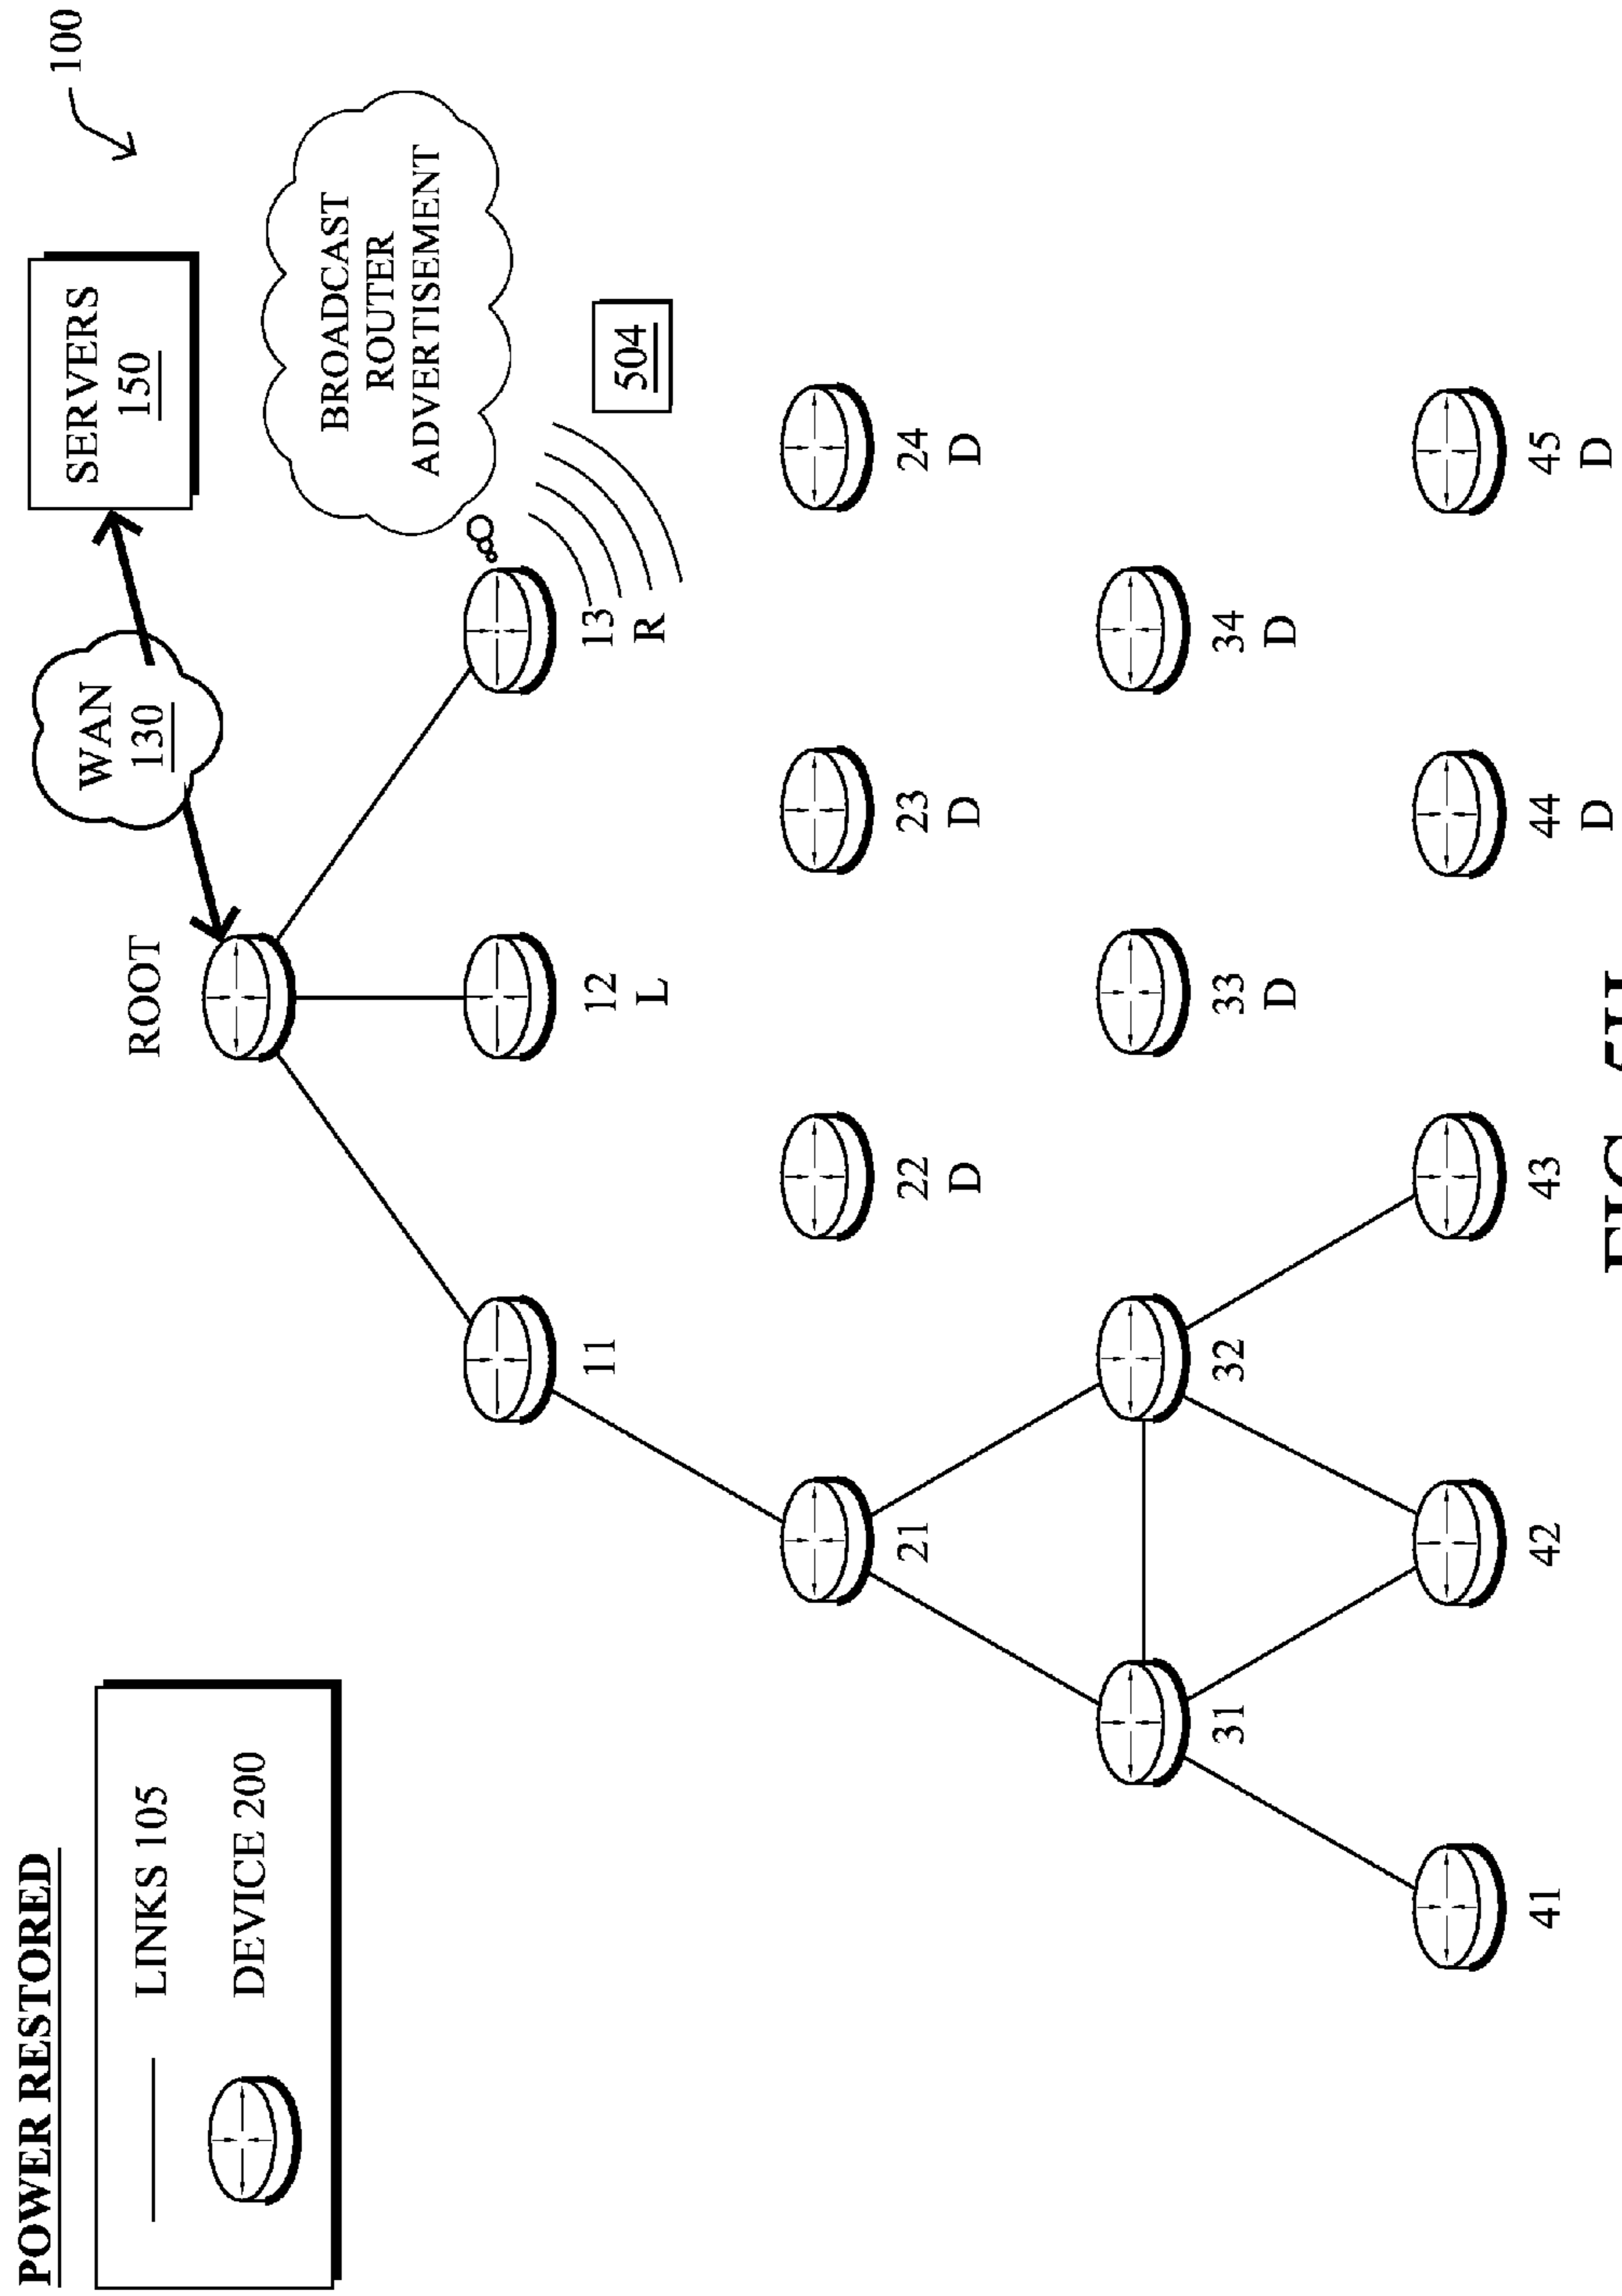 POWER RESTORED
LINKS 105
DEVICE 200
100
SERVERS
150
WAN
130
ROOT
BROADCAST
ROUTER
ADVERTISEMENT
504
11
12
L
13
R
21
22
D
23
D
24
D
31
32
33
D
34
D
41
42
43
44
D
45
D